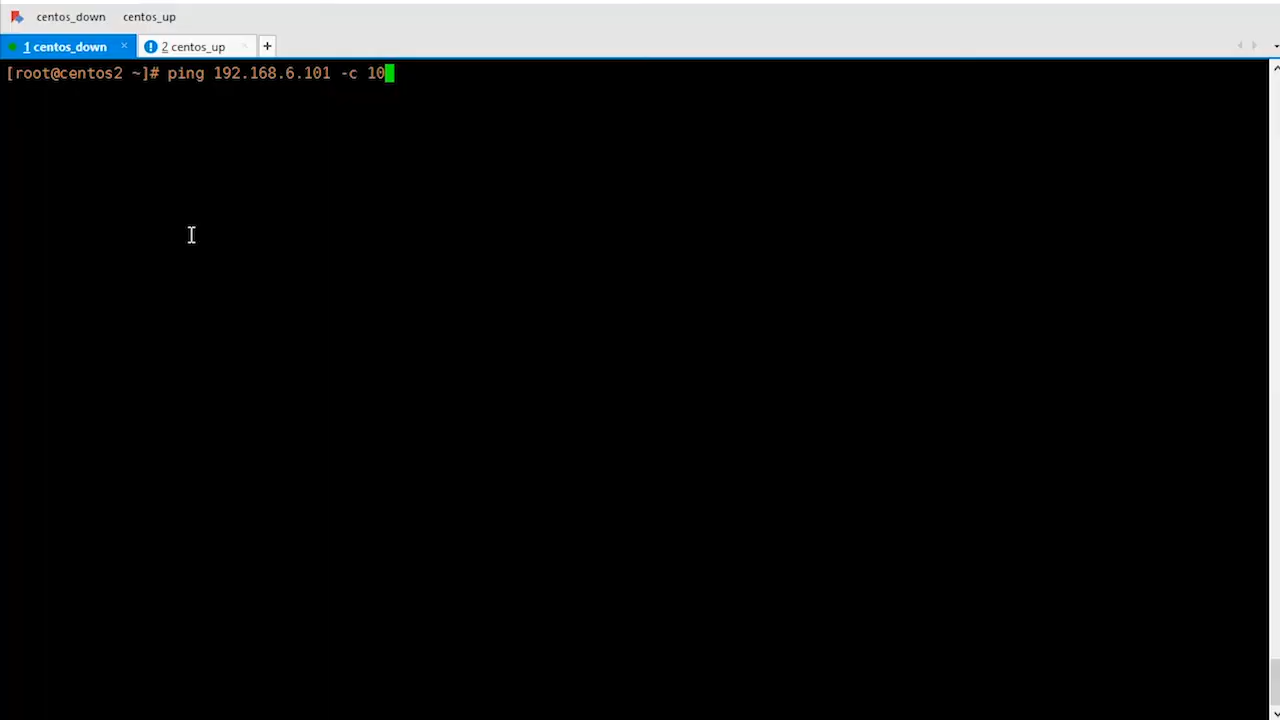 centos_down centos_up
1 centos_down × 2 centos_up × +
[root@centos2 ~]# ping 192.168.6.101 -c 10